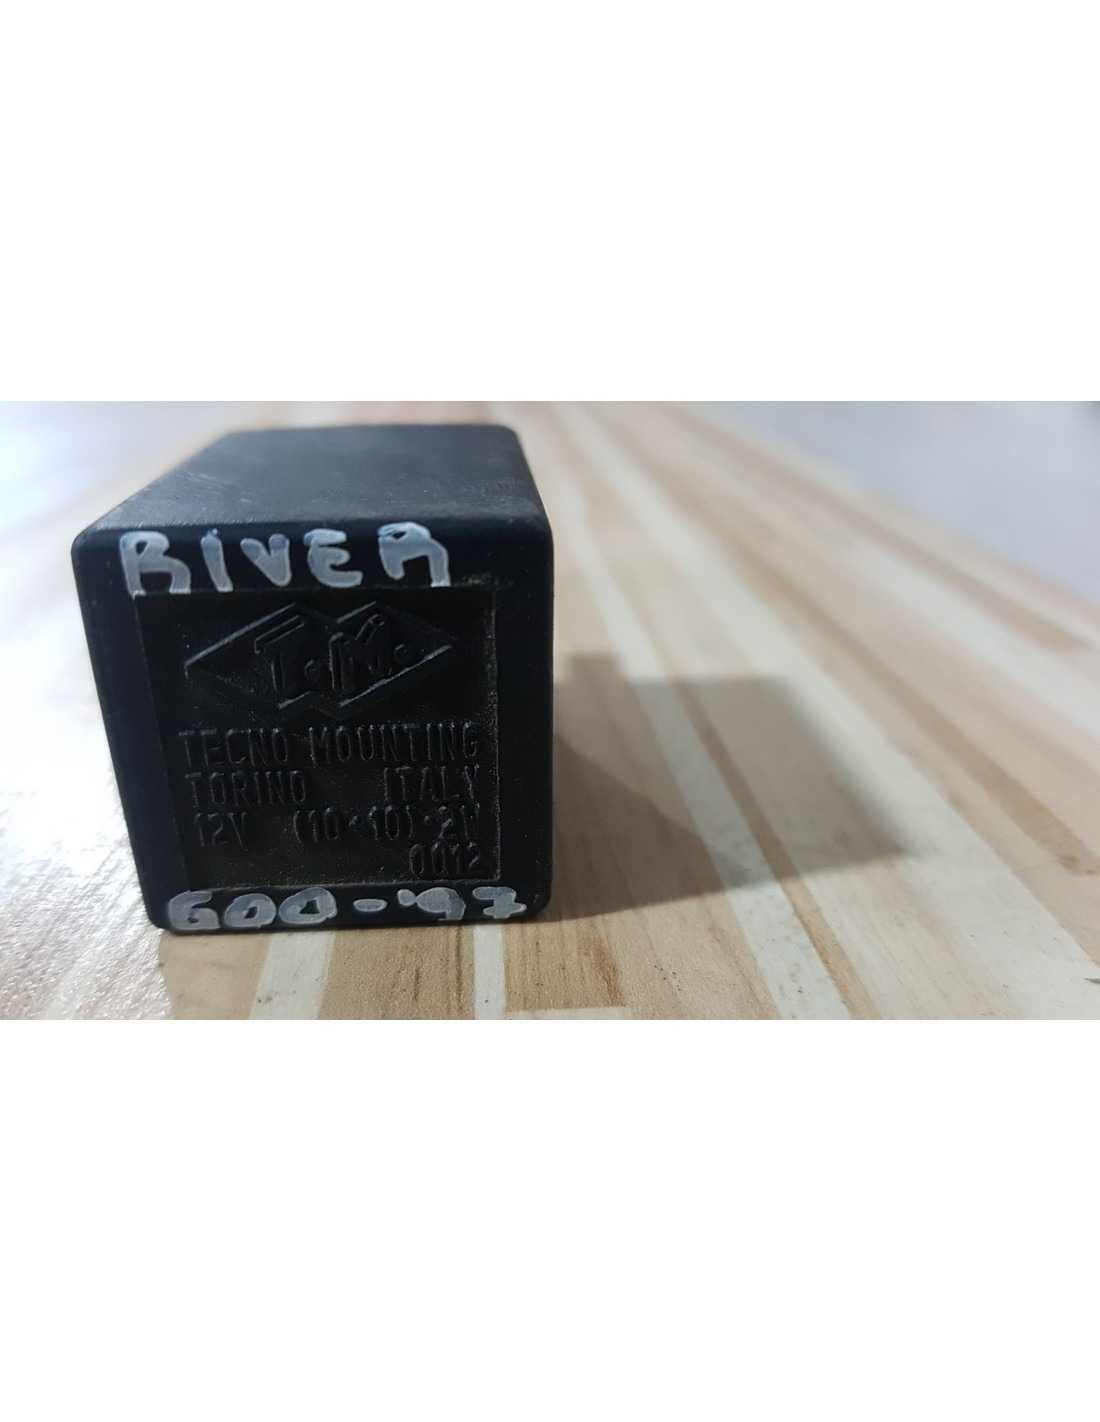 RIVER
T.M.
TECNO MOUNTING
TORINO ITALY
12V (10+10)+2W
0012
600-'97